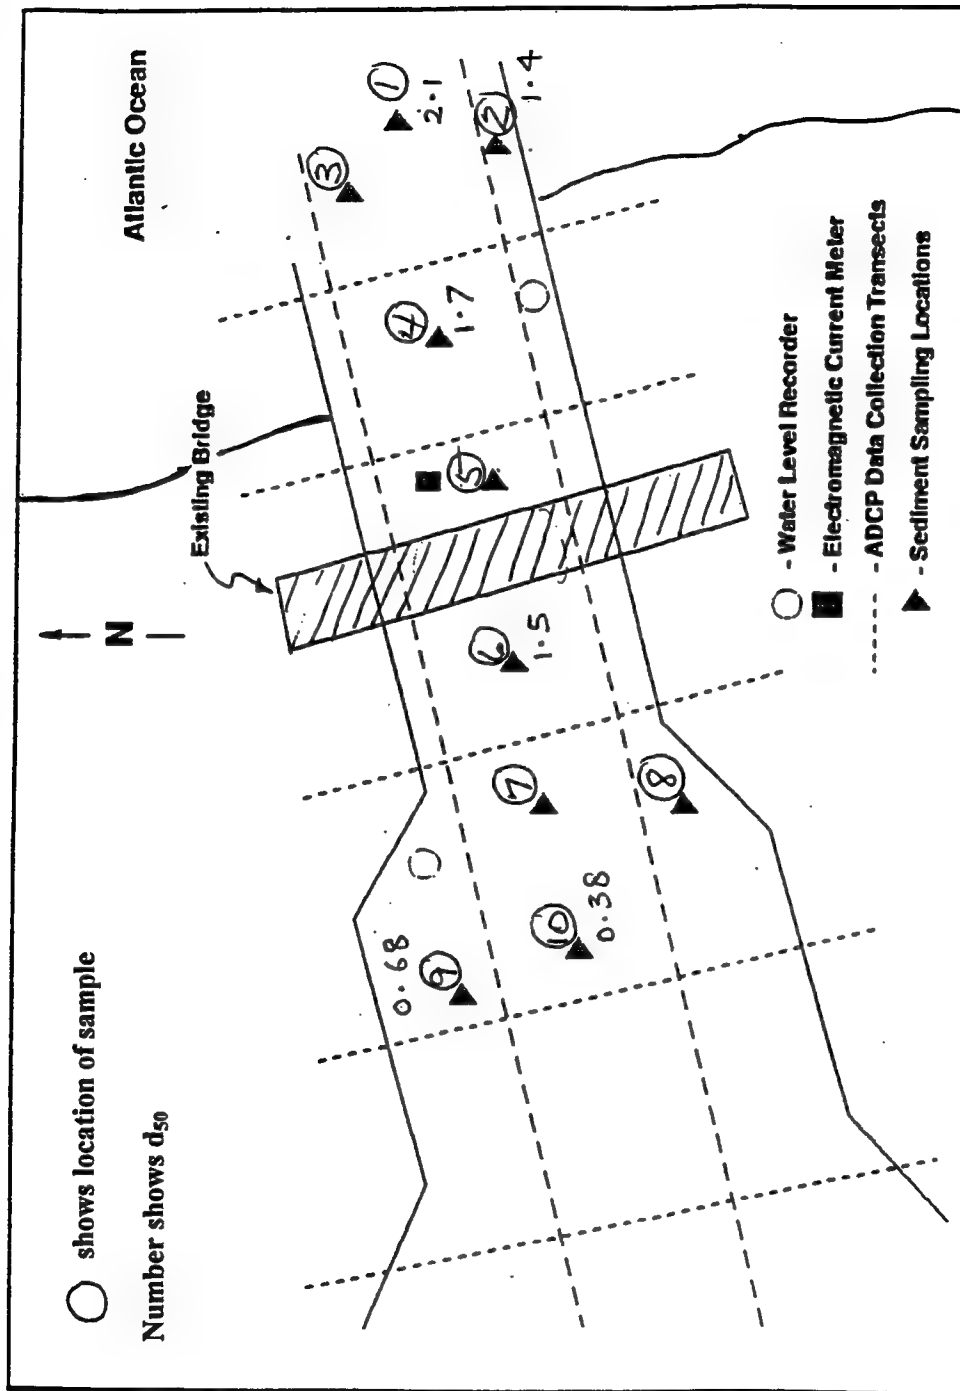 ○ shows location of sample
Number shows d50
Atlantic Ocean
Existing Bridge
N
1
2.1
2
1.4
3
4
1.7
5
6
1.5
7
8
9
0.68
10
0.38
- Water Level Recorder
- Electromagnetic Current Meter
- ADCP Data Collection Transects
- Sediment Sampling Locations